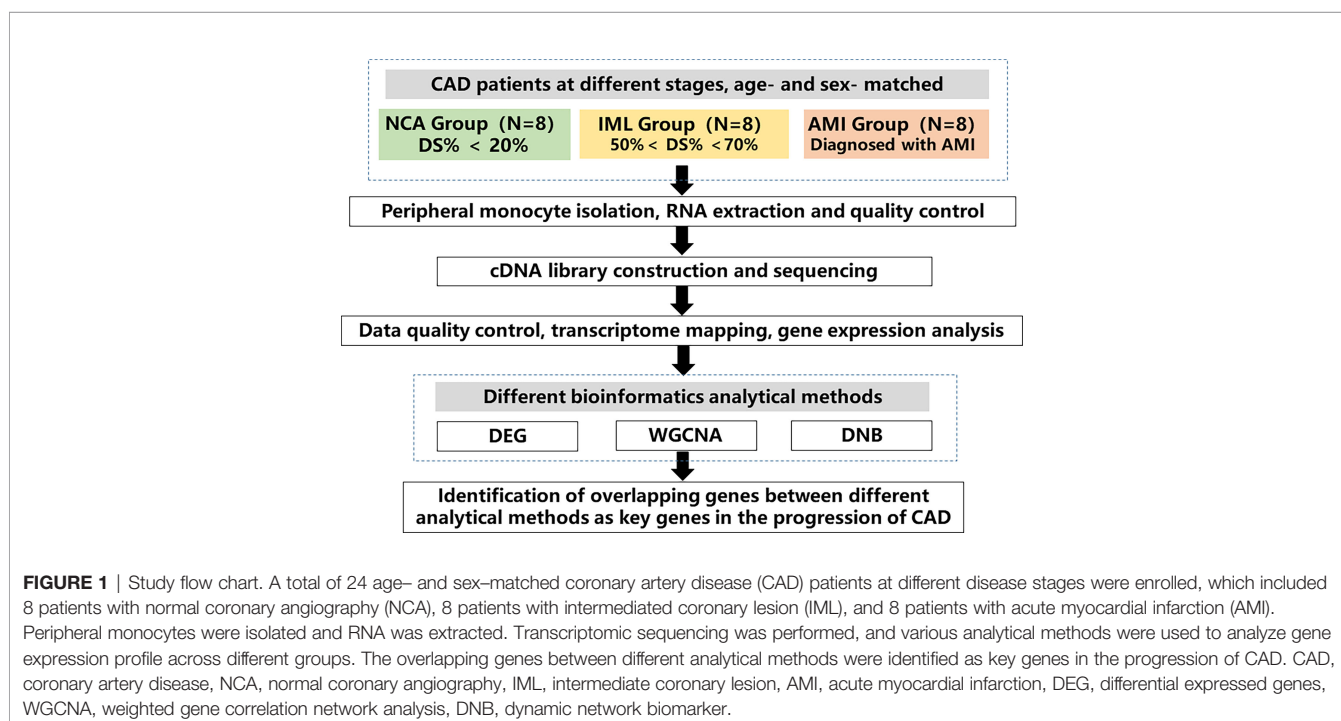 CAD patients at different stages, age- and sex- matched
NCA Group (N=8)
DS% < 20%
IML Group (N=8)
50% < DS% <70%
AMI Group (N=8)
Diagnosed with AMI
Peripheral monocyte isolation, RNA extraction and quality control
cDNA library construction and sequencing
Data quality control, transcriptome mapping, gene expression analysis
Different bioinformatics analytical methods
DEG
WGCNA
DNB
Identification of overlapping genes between different
analytical methods as key genes in the progression of CAD
FIGURE 1 | Study flow chart. A total of 24 age– and sex–matched coronary artery disease (CAD) patients at different disease stages were enrolled, which included
8 patients with normal coronary angiography (NCA), 8 patients with intermediated coronary lesion (IML), and 8 patients with acute myocardial infarction (AMI).
Peripheral monocytes were isolated and RNA was extracted. Transcriptomic sequencing was performed, and various analytical methods were used to analyze gene
expression profile across different groups. The overlapping genes between different analytical methods were identified as key genes in the progression of CAD. CAD,
coronary artery disease, NCA, normal coronary angiography, IML, intermediate coronary lesion, AMI, acute myocardial infarction, DEG, differential expressed genes,
WGCNA, weighted gene correlation network analysis, DNB, dynamic network biomarker.